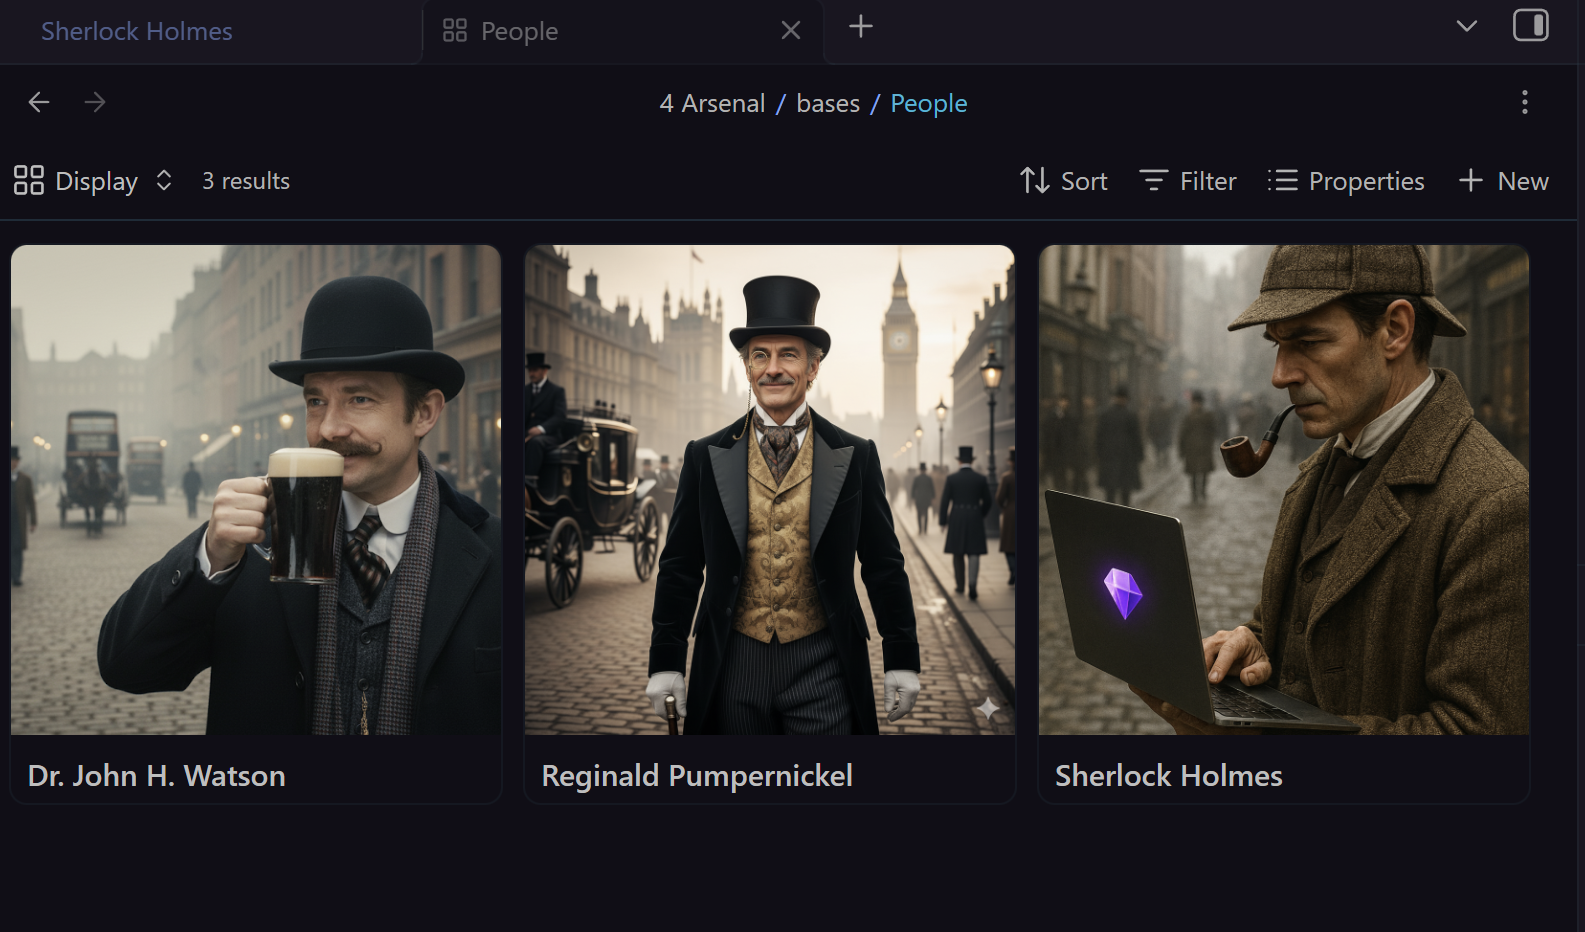 Sherlock Holmes
People
4 Arsenal / bases / People
Display
3 results
Sort
Filter
Properties
New
Dr. John H. Watson
Reginald Pumpernickel
Sherlock Holmes